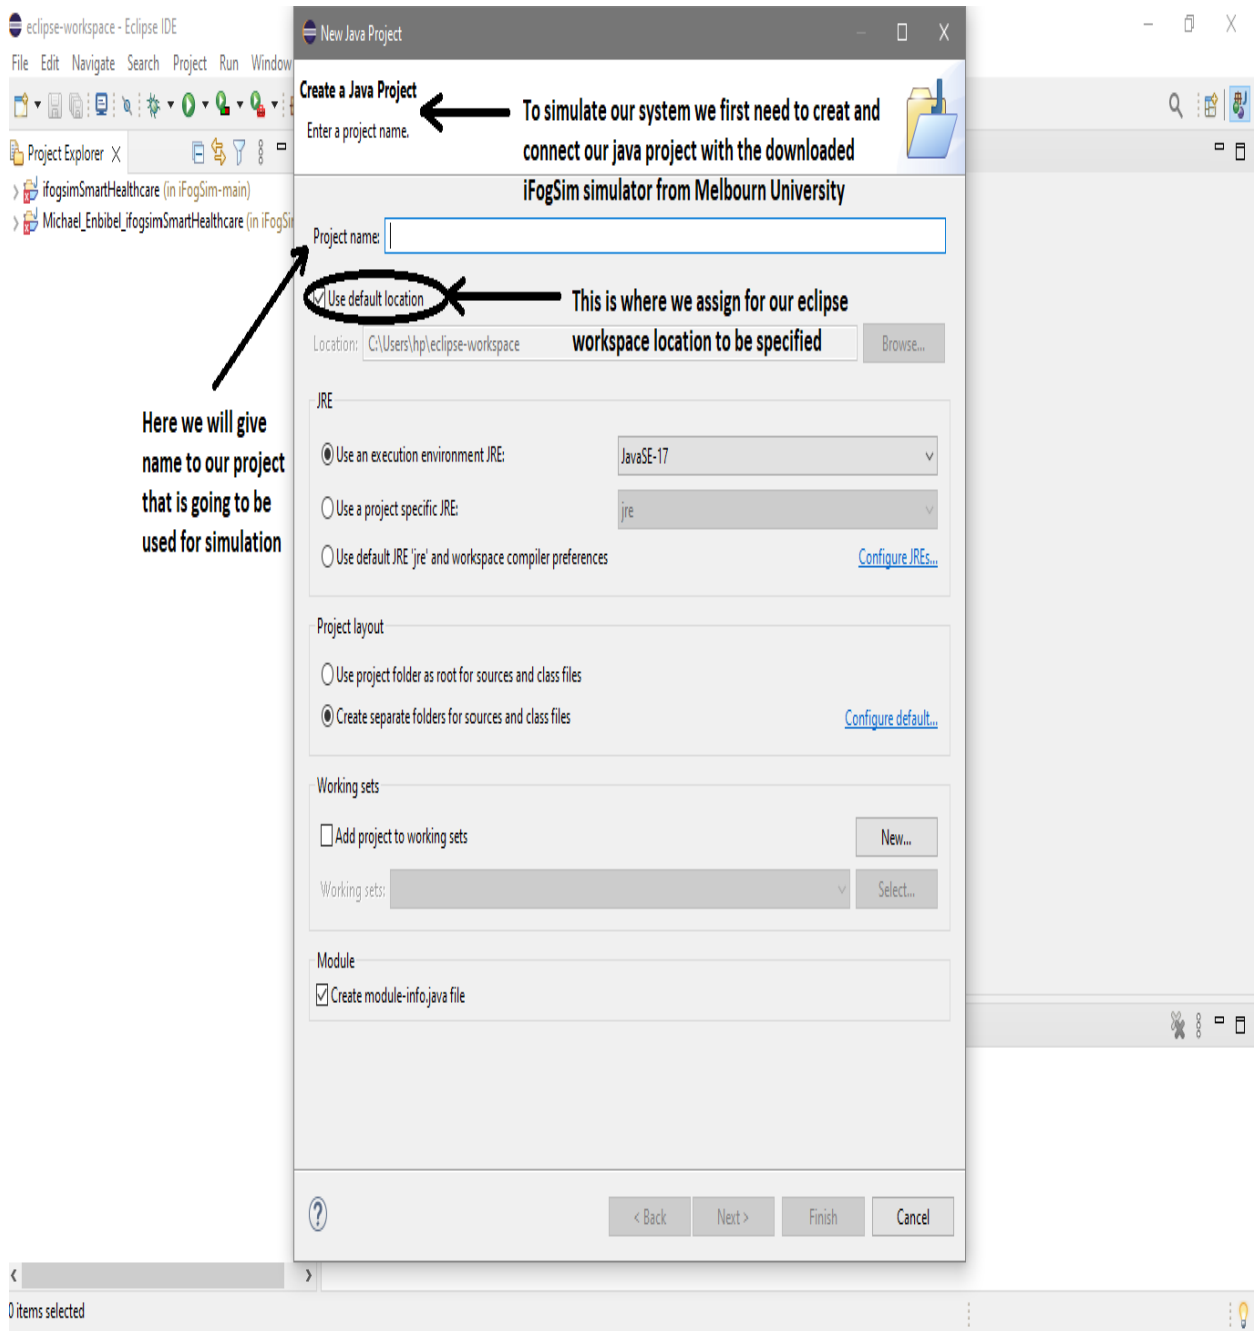 eclipse-workspace - Eclipse IDE
File Edit Navigate Search Project Run Window
Project Explorer
ifogsimSmartHealthcare (in iFogSim-main)
Michael_Enbibel_ifogsimSmartHealthcare (in iFogSi
New Java Project
Create a Java Project
Enter a project name.
To simulate our system we first need to creat and
connect our java project with the downloaded
iFogSim simulator from Melbourn University
Project name:
Use default location
This is where we assign for our eclipse
workspace location to be specified
Location: C:\Users\hp\eclipse-workspace
Browse...
Here we will give
name to our project
that is going to be
used for simulation
JRE
Use an execution environment JRE: JavaSE-17
Use a project specific JRE: jre
Use default JRE 'jre' and workspace compiler preferences Configure JREs...
Project layout
Use project folder as root for sources and class files
Create separate folders for sources and class files Configure default...
Working sets
Add project to working sets New...
Working sets: Select...
Module
Create module-info.java file
< Back Next > Finish Cancel
0 items selected